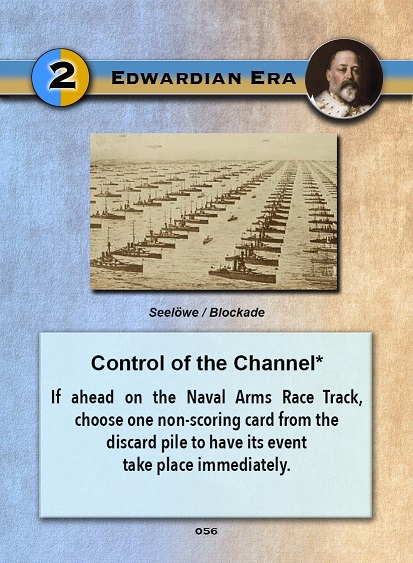 2
EDWARDIAN ERA
Seelöwe / Blockade
Control of the Channel*
If ahead on the Naval Arms Race Track,
choose one non-scoring card from the
discard pile to have its event
take place immediately.
056